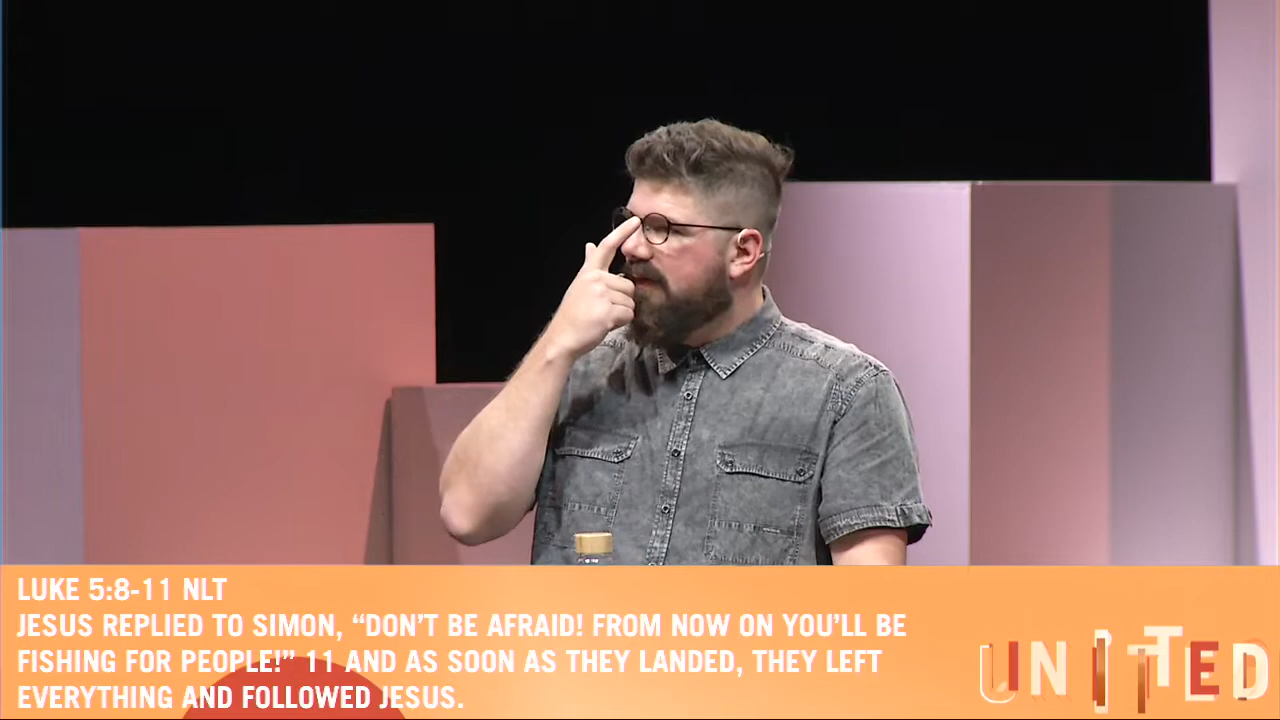 LUKE 5:8-11 NLT
JESUS REPLIED TO SIMON, “DON’T BE AFRAID! FROM NOW ON YOU’LL BE
FISHING FOR PEOPLE!” 11 AND AS SOON AS THEY LANDED, THEY LEFT
EVERYTHING AND FOLLOWED JESUS.
UNITED